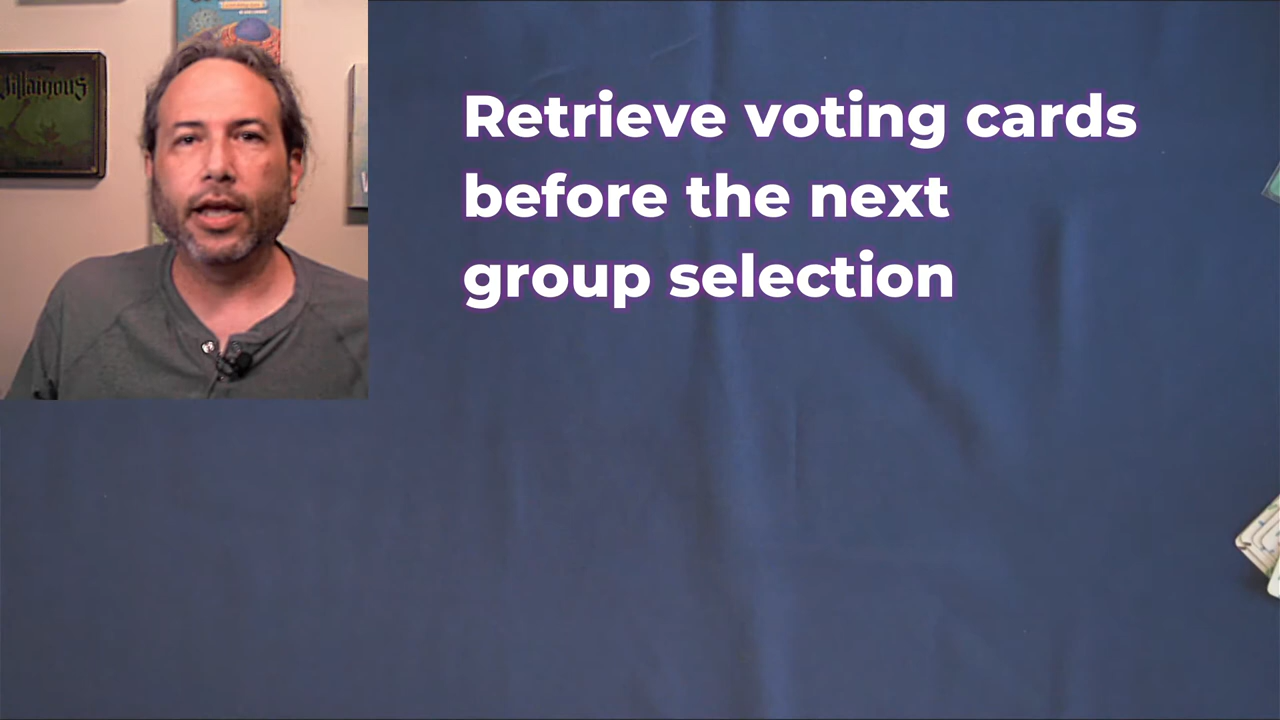 Villainous
Retrieve voting cards
before the next
group selection